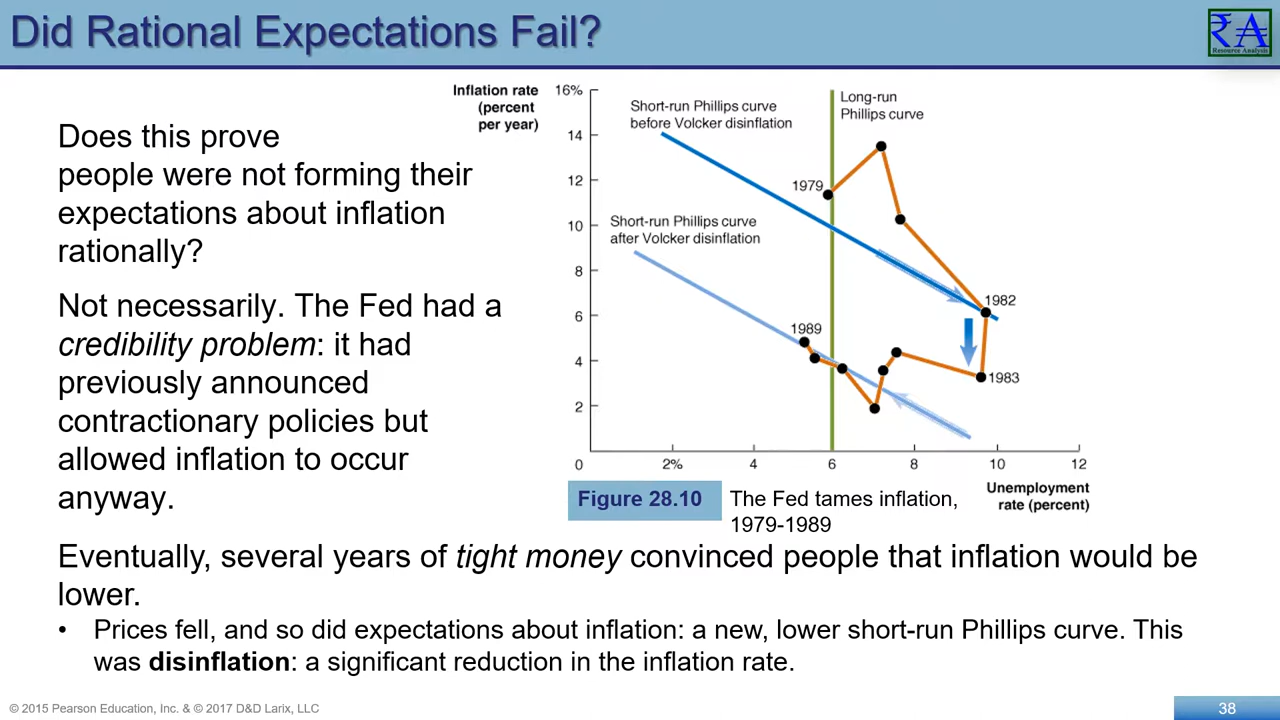 Did Rational Expectations Fail?
₹A
Resource Analysis
Does this prove
people were not forming their
expectations about inflation
rationally?
Not necessarily. The Fed had a
credibility problem: it had
previously announced
contractionary policies but
allowed inflation to occur
anyway.
Inflation rate
(percent
per year)
16%
14
12
10
8
6
4
2
0
2%
4
6
8
10
12
Short-run Phillips curve
before Volcker disinflation
Long-run
Phillips curve
1979
Short-run Phillips curve
after Volcker disinflation
1982
1989
1983
Unemployment
rate (percent)
Figure 28.10
The Fed tames inflation,
1979-1989
Eventually, several years of tight money convinced people that inflation would be
lower.
• Prices fell, and so did expectations about inflation: a new, lower short-run Phillips curve. This
was disinflation: a significant reduction in the inflation rate.
© 2015 Pearson Education, Inc. & © 2017 D&D Larix, LLC
38